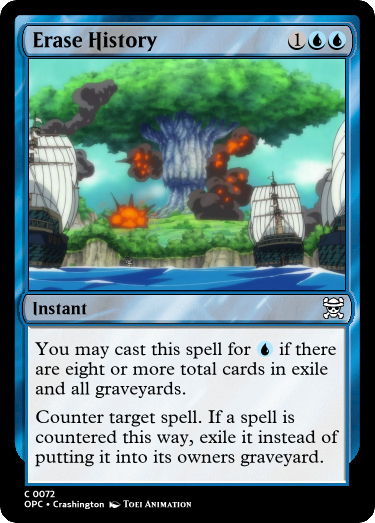 Erase History 1
Instant
You may cast this spell for if there
are eight or more total cards in exile
and all graveyards.
Counter target spell. If a spell is
countered this way, exile it instead of
putting it into its owners graveyard.
C 0072
OPC • Crashington TOEI ANIMATION